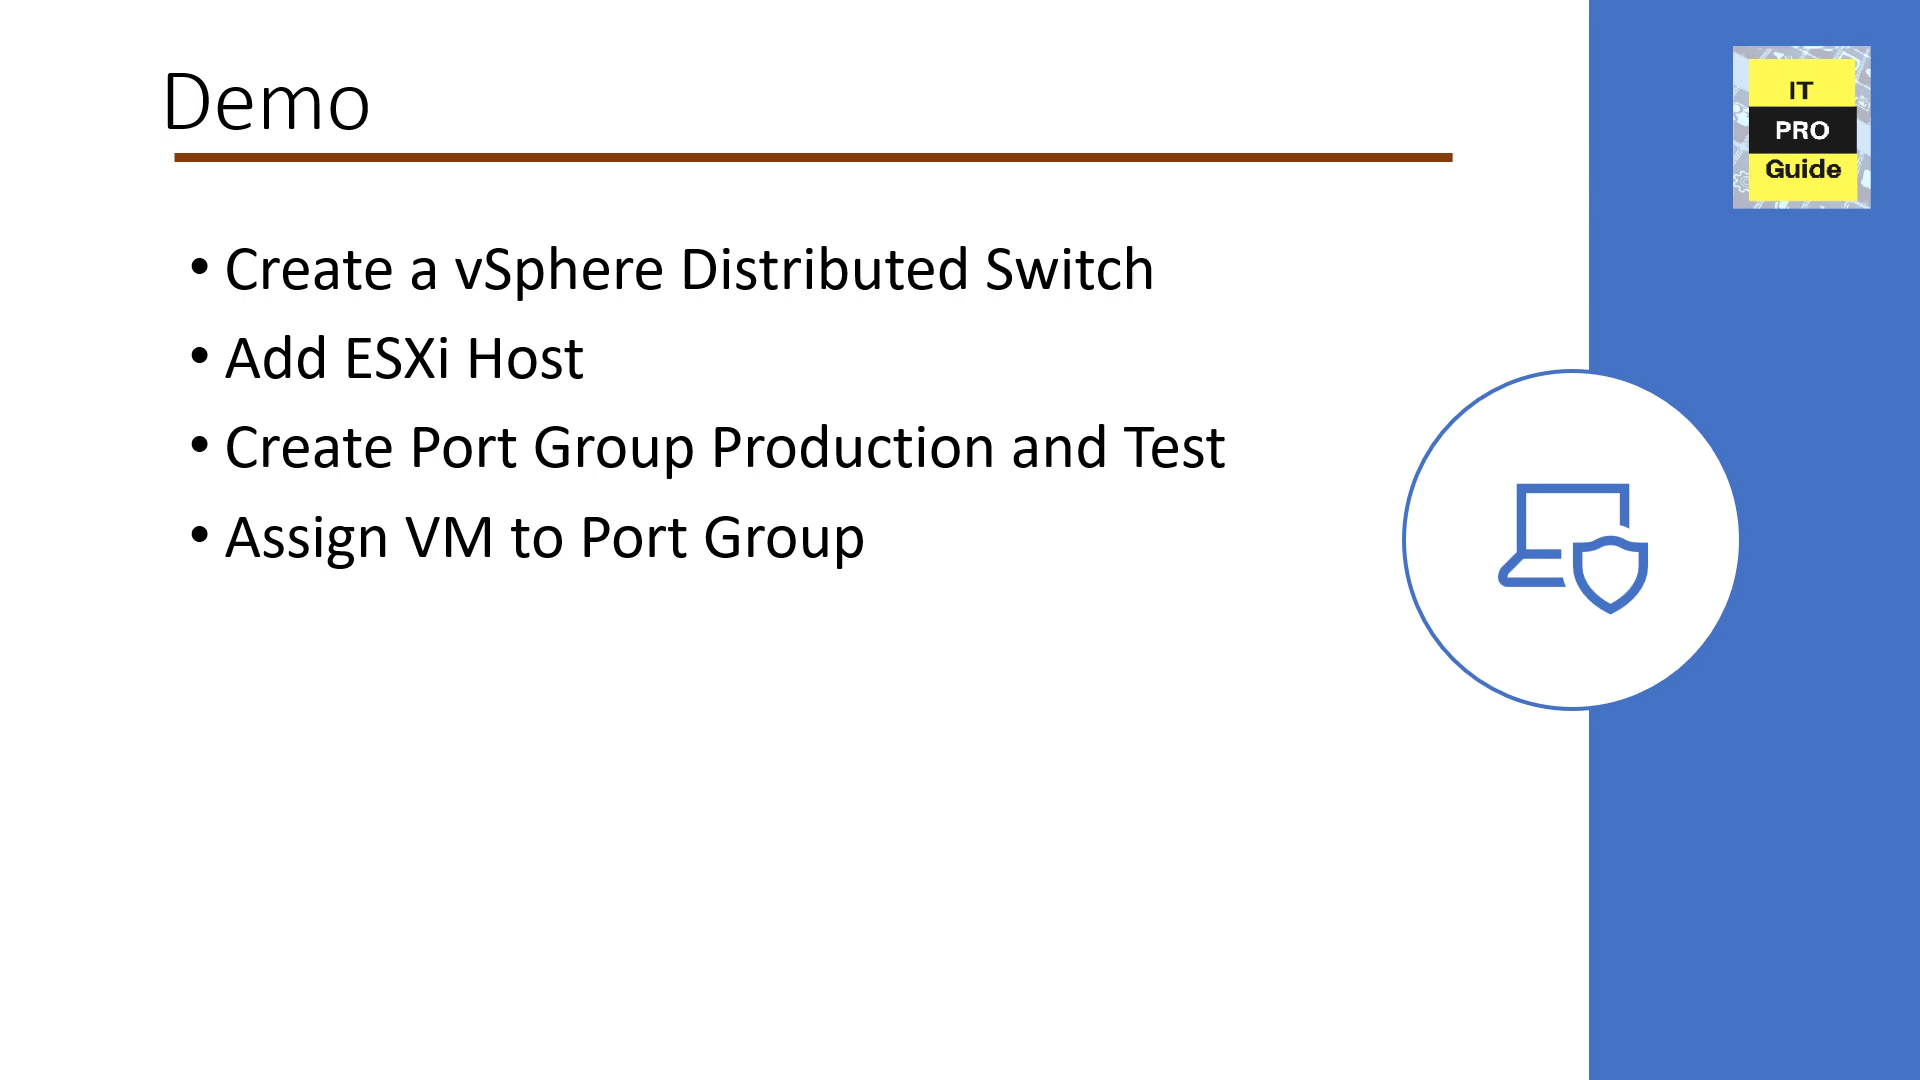 Demo
IT
PRO
Guide
• Create a vSphere Distributed Switch
• Add ESXi Host
• Create Port Group Production and Test
• Assign VM to Port Group